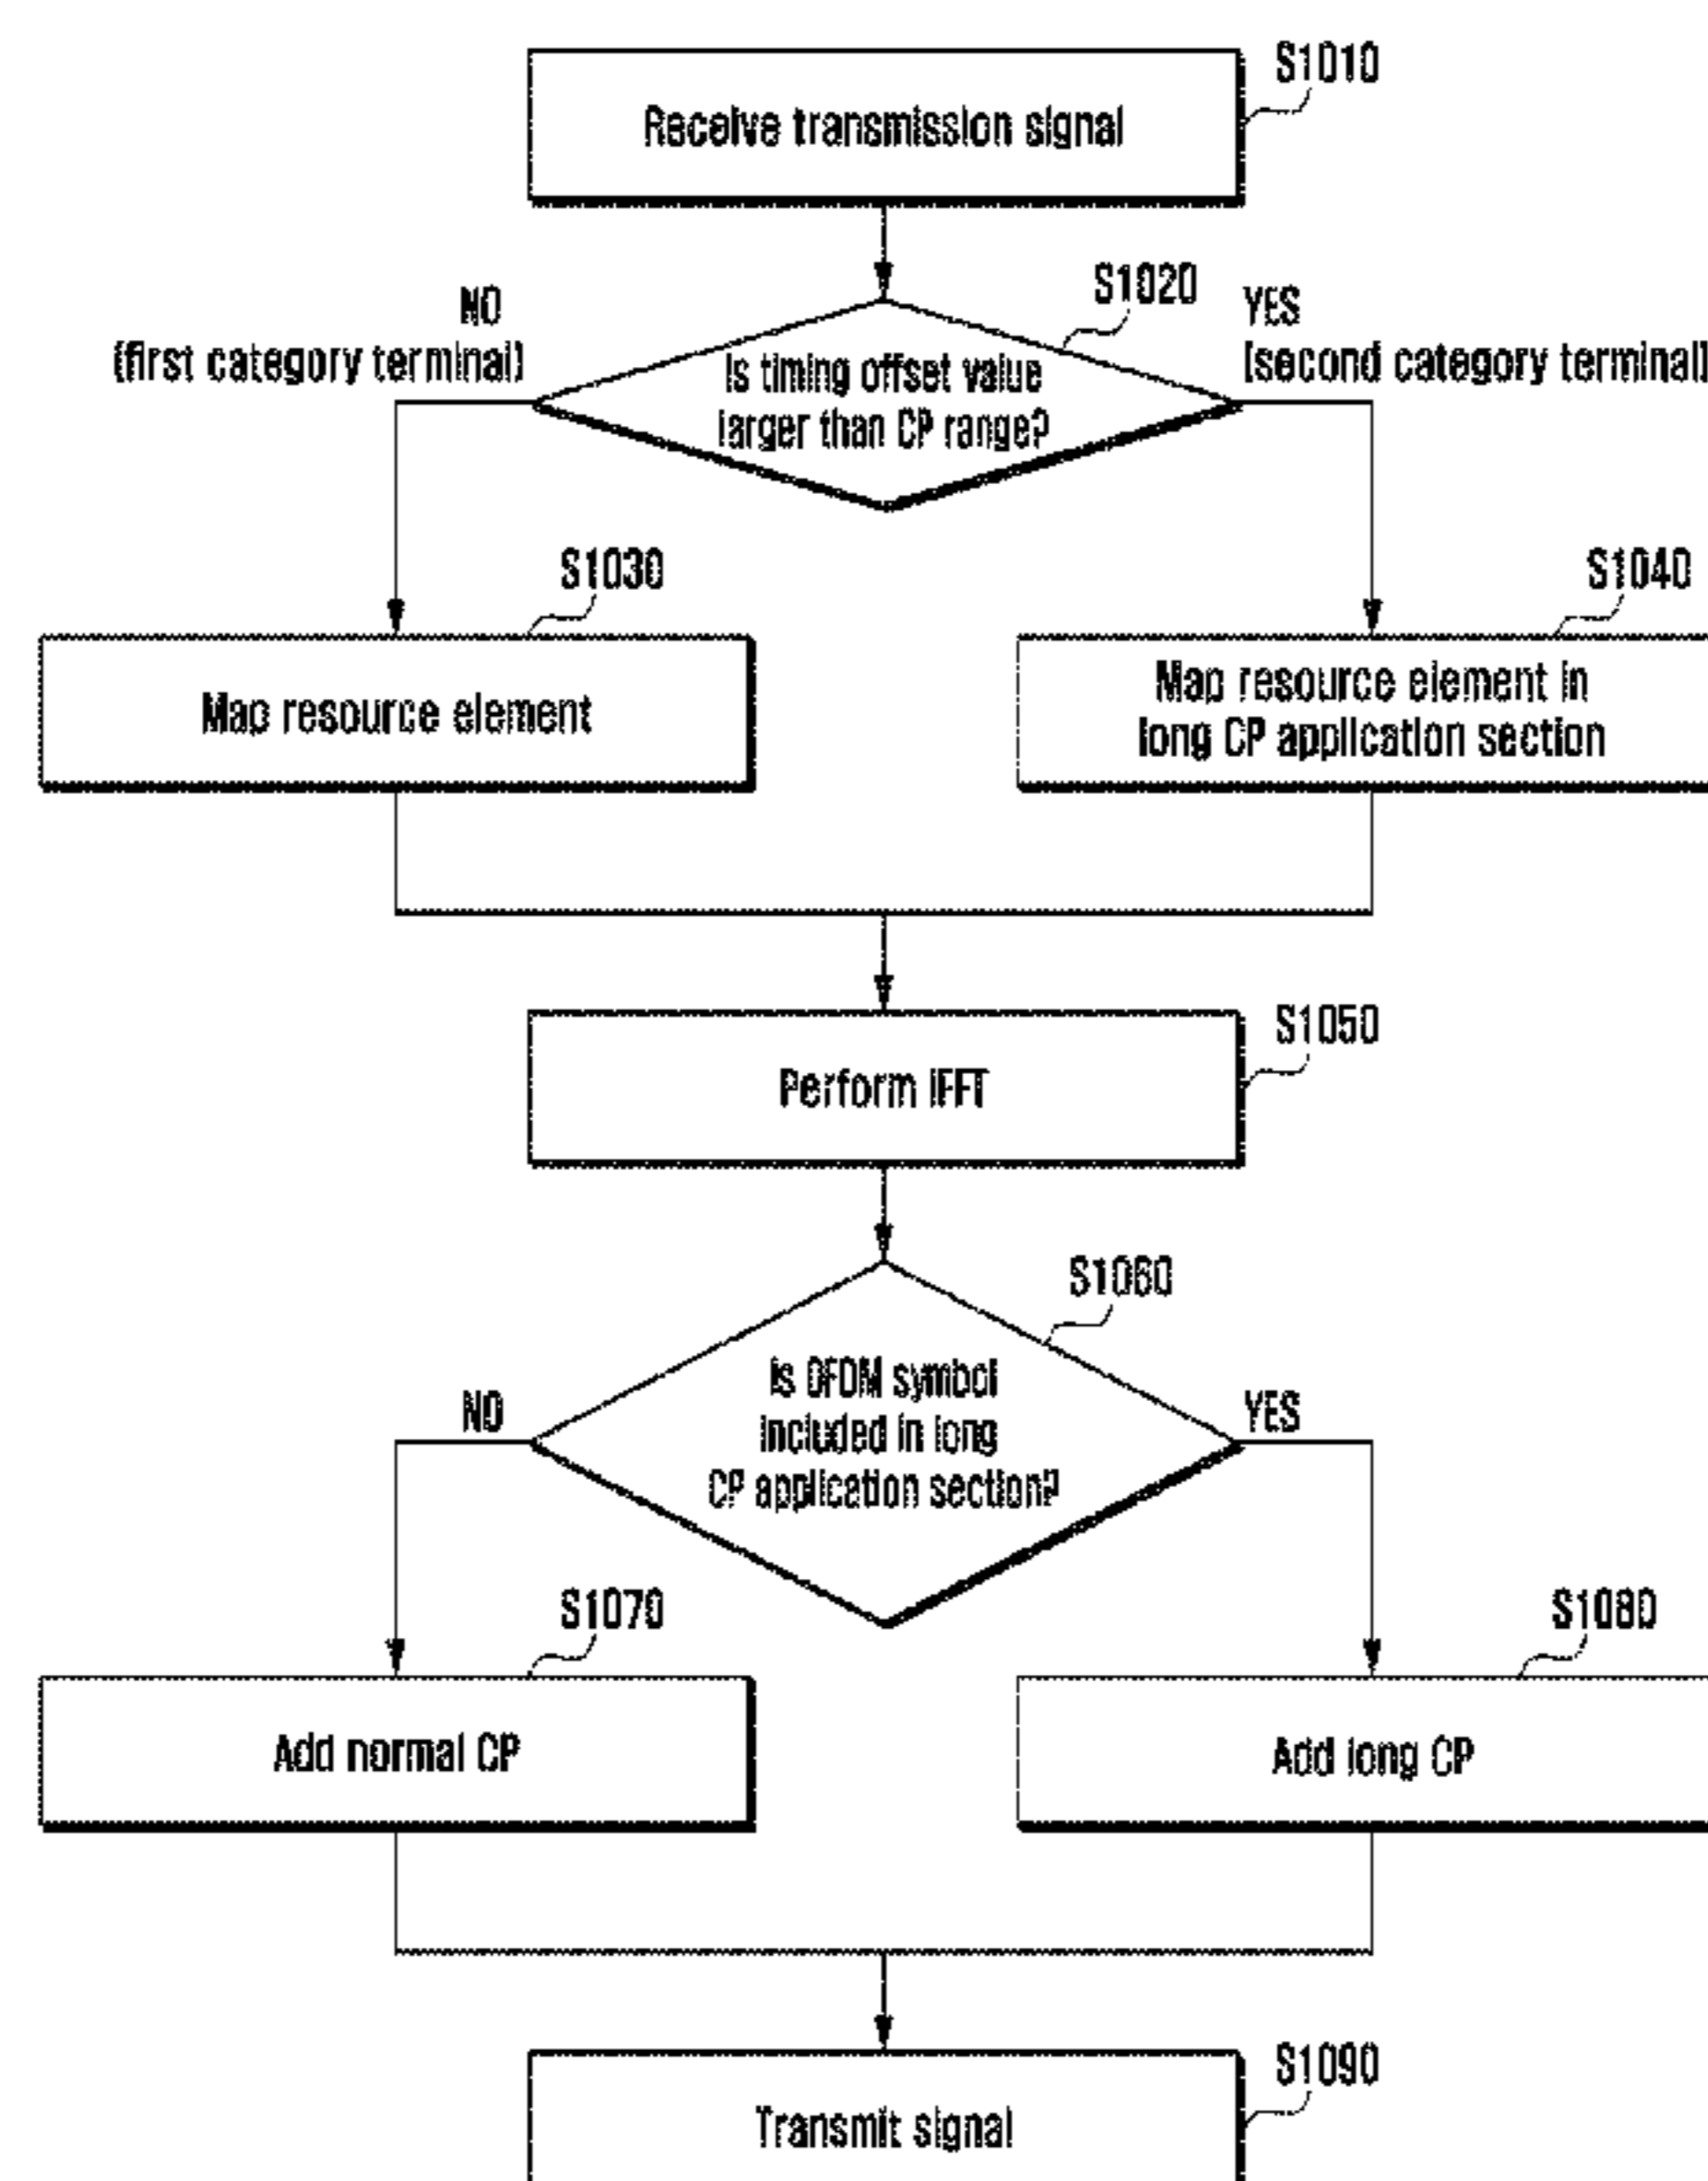 S1010
Receive transmission signal
S1020
NO
(first category terminal)
YES
(second category terminal)
Is timing offset value
larger than CP range?
S1030
S1040
Map resource element
Map resource element in
long CP application section
S1050
Perform IFFT
S1060
Is OFDM symbol
included in long
CP application section?
NO
YES
S1070
S1080
Add normal CP
Add long CP
S1090
Transmit signal